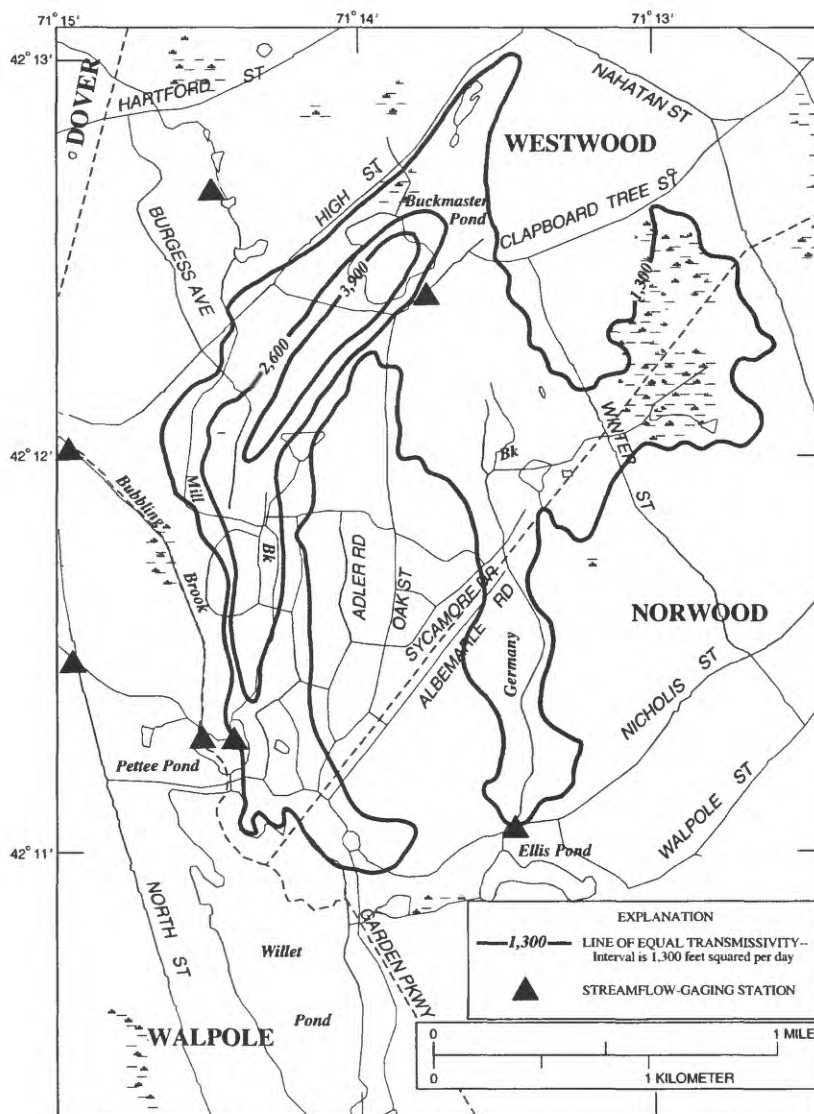 71°15' 71°14' 71°13'
42°13'
DOVER
HARTFORD ST
NAHATAN ST
WESTWOOD
HIGH ST
Buckmaster Pond
CLAPBOARD TREE ST
BURGESS AVE
3,900
2,600
1,300
42°12'
WINTER ST
Bk
Bubbling
Brook
Mill
Bk
ADLER RD
OAK ST
SYCAMORE DR
ALBEMARLE RD
Germany
NORWOOD
NICHOLIS ST
WALPOLE ST
Pettee Pond
42°11'
Ellis Pond
NORTH ST
Willet
Pond
GARDEN PKWY
WALPOLE
EXPLANATION
1,300 LINE OF EQUAL TRANSMISSIVITY--
Interval is 1,300 feet squared per day
STREAMFLOW-GAGING STATION
0 1 MILE
0 1 KILOMETER